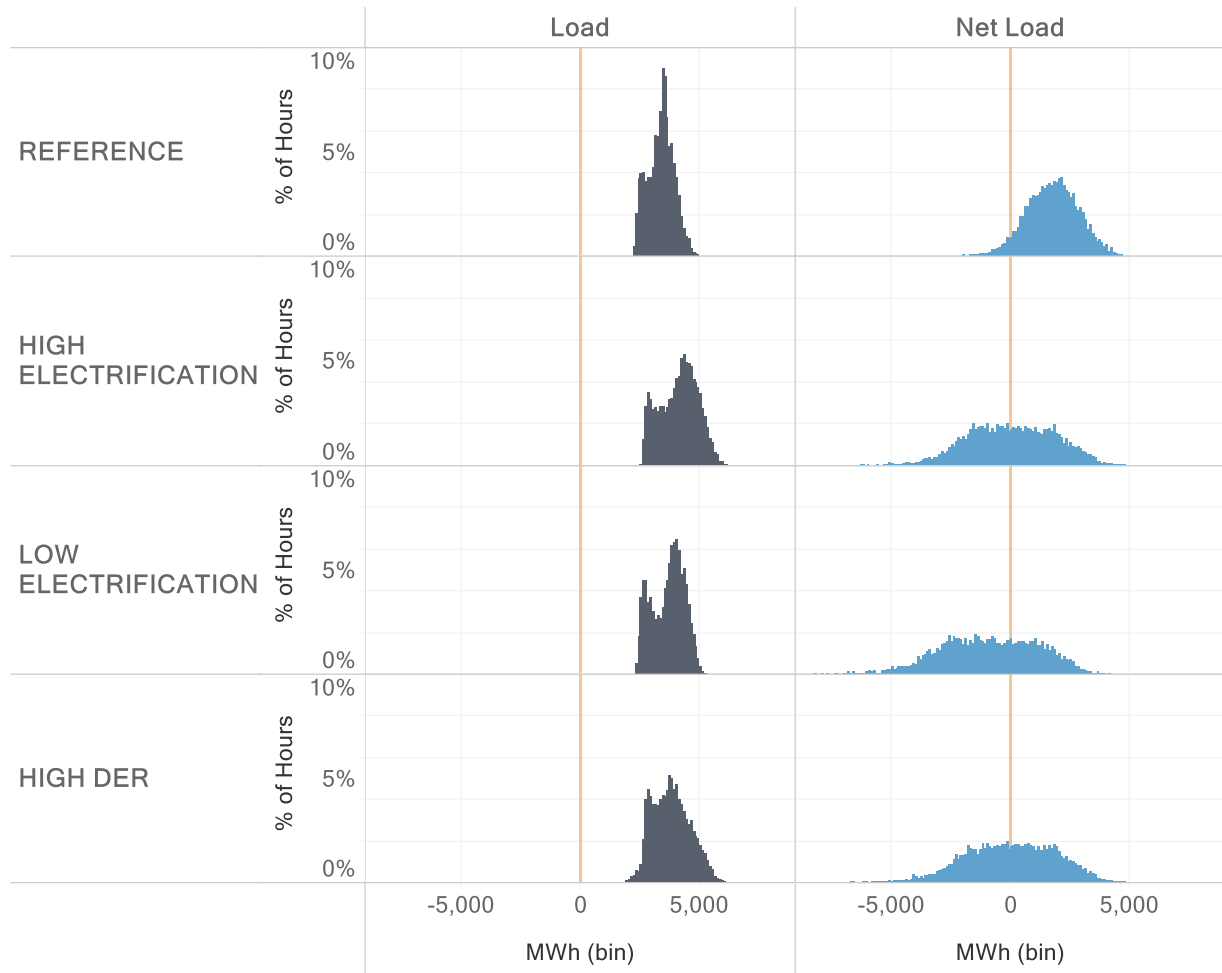 Load
Net Load
REFERENCE
% of Hours
10%
5%
0%
HIGH
ELECTRIFICATION
% of Hours
10%
5%
0%
LOW
ELECTRIFICATION
% of Hours
10%
5%
0%
HIGH DER
% of Hours
10%
5%
0%
-5,000
0
5,000
-5,000
0
5,000
MWh (bin)
MWh (bin)